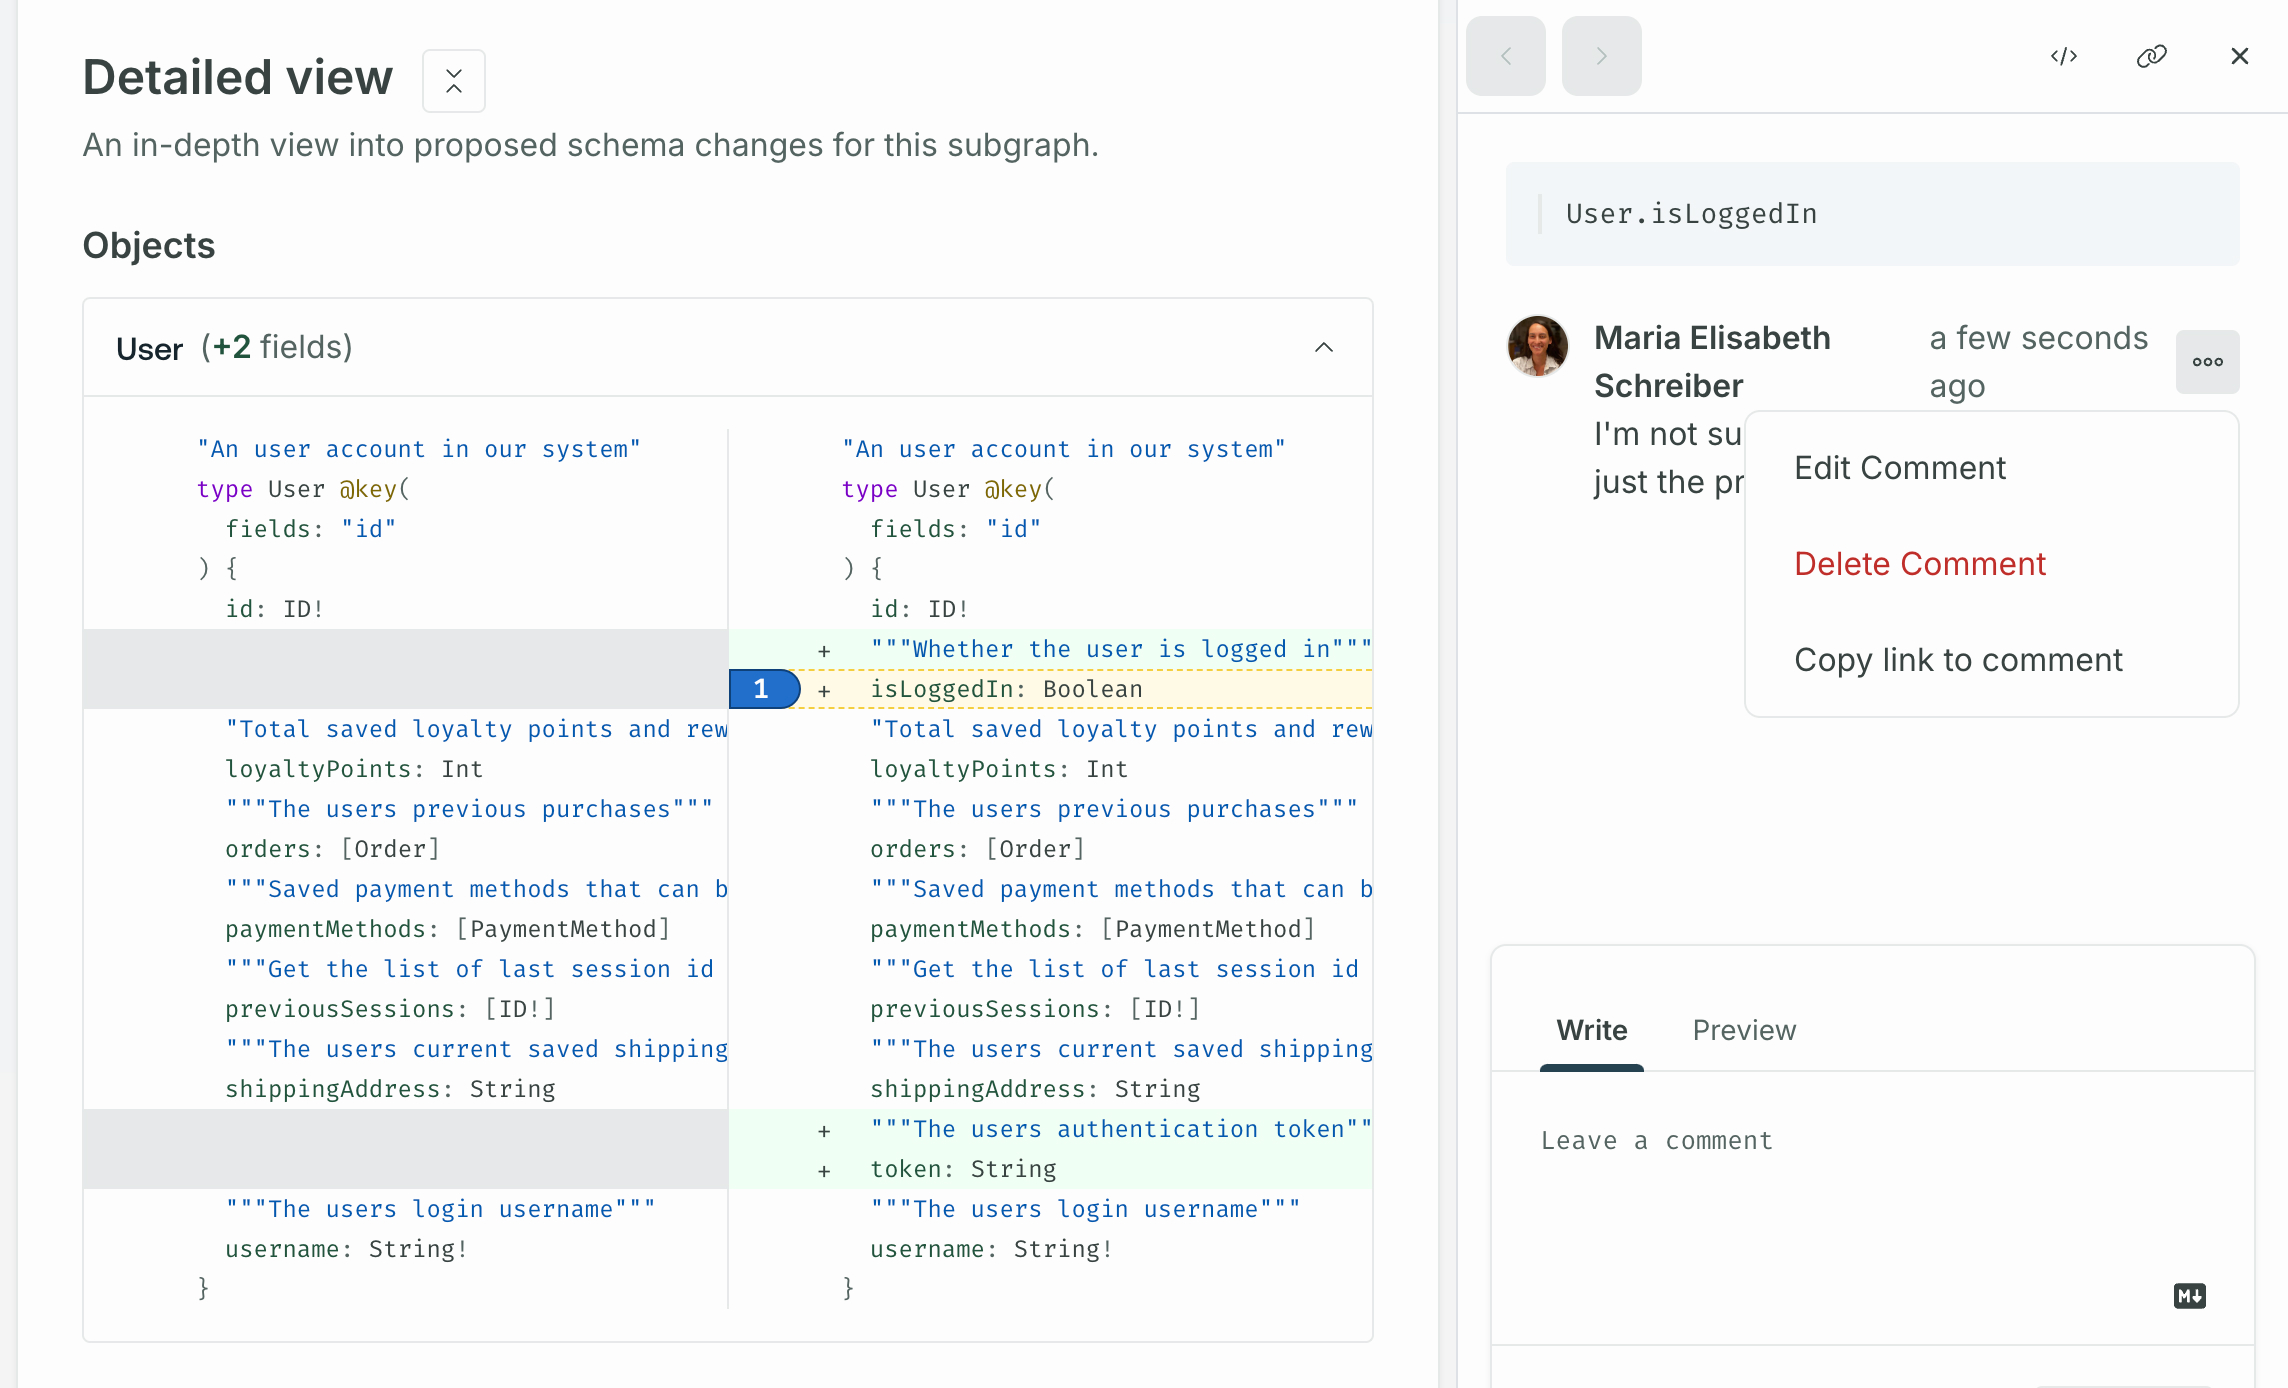 Detailed view
An in-depth view into proposed schema changes for this subgraph.
Objects
User (+2 fields)
"An user account in our system"
type User @key(
fields: "id"
) {
id: ID!
"Total saved loyalty points and rew
loyaltyPoints: Int
"""The users previous purchases"""
orders: [Order]
"""Saved payment methods that can b
paymentMethods: [PaymentMethod]
"""Get the list of last session id
previousSessions: [ID!]
"""The users current saved shipping
shippingAddress: String
"""The users login username"""
username: String!
}
"An user account in our system"
type User @key(
fields: "id"
) {
id: ID!
+ """Whether the user is logged in"""
1 + isLoggedIn: Boolean
"Total saved loyalty points and rew
loyaltyPoints: Int
"""The users previous purchases"""
orders: [Order]
"""Saved payment methods that can b
paymentMethods: [PaymentMethod]
"""Get the list of last session id
previousSessions: [ID!]
"""The users current saved shipping
shippingAddress: String
+ """The users authentication token""
+ token: String
"""The users login username"""
username: String!
}
</>
User.isLoggedIn
Maria Elisabeth
Schreiber
a few seconds
ago
I'm not su
just the pr
Edit Comment
Delete Comment
Copy link to comment
Write Preview
Leave a comment
M↓